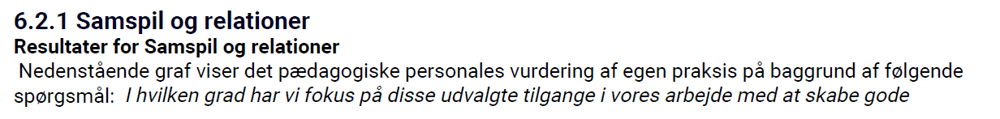 6.2.1 Samspil og relationer
Resultater for Samspil og relationer
Nedenstående graf viser det pædagogiske personales vurdering af egen praksis på baggrund af følgende
spørgsmål: I hvilken grad har vi fokus på disse udvalgte tilgange i vores arbejde med at skabe gode